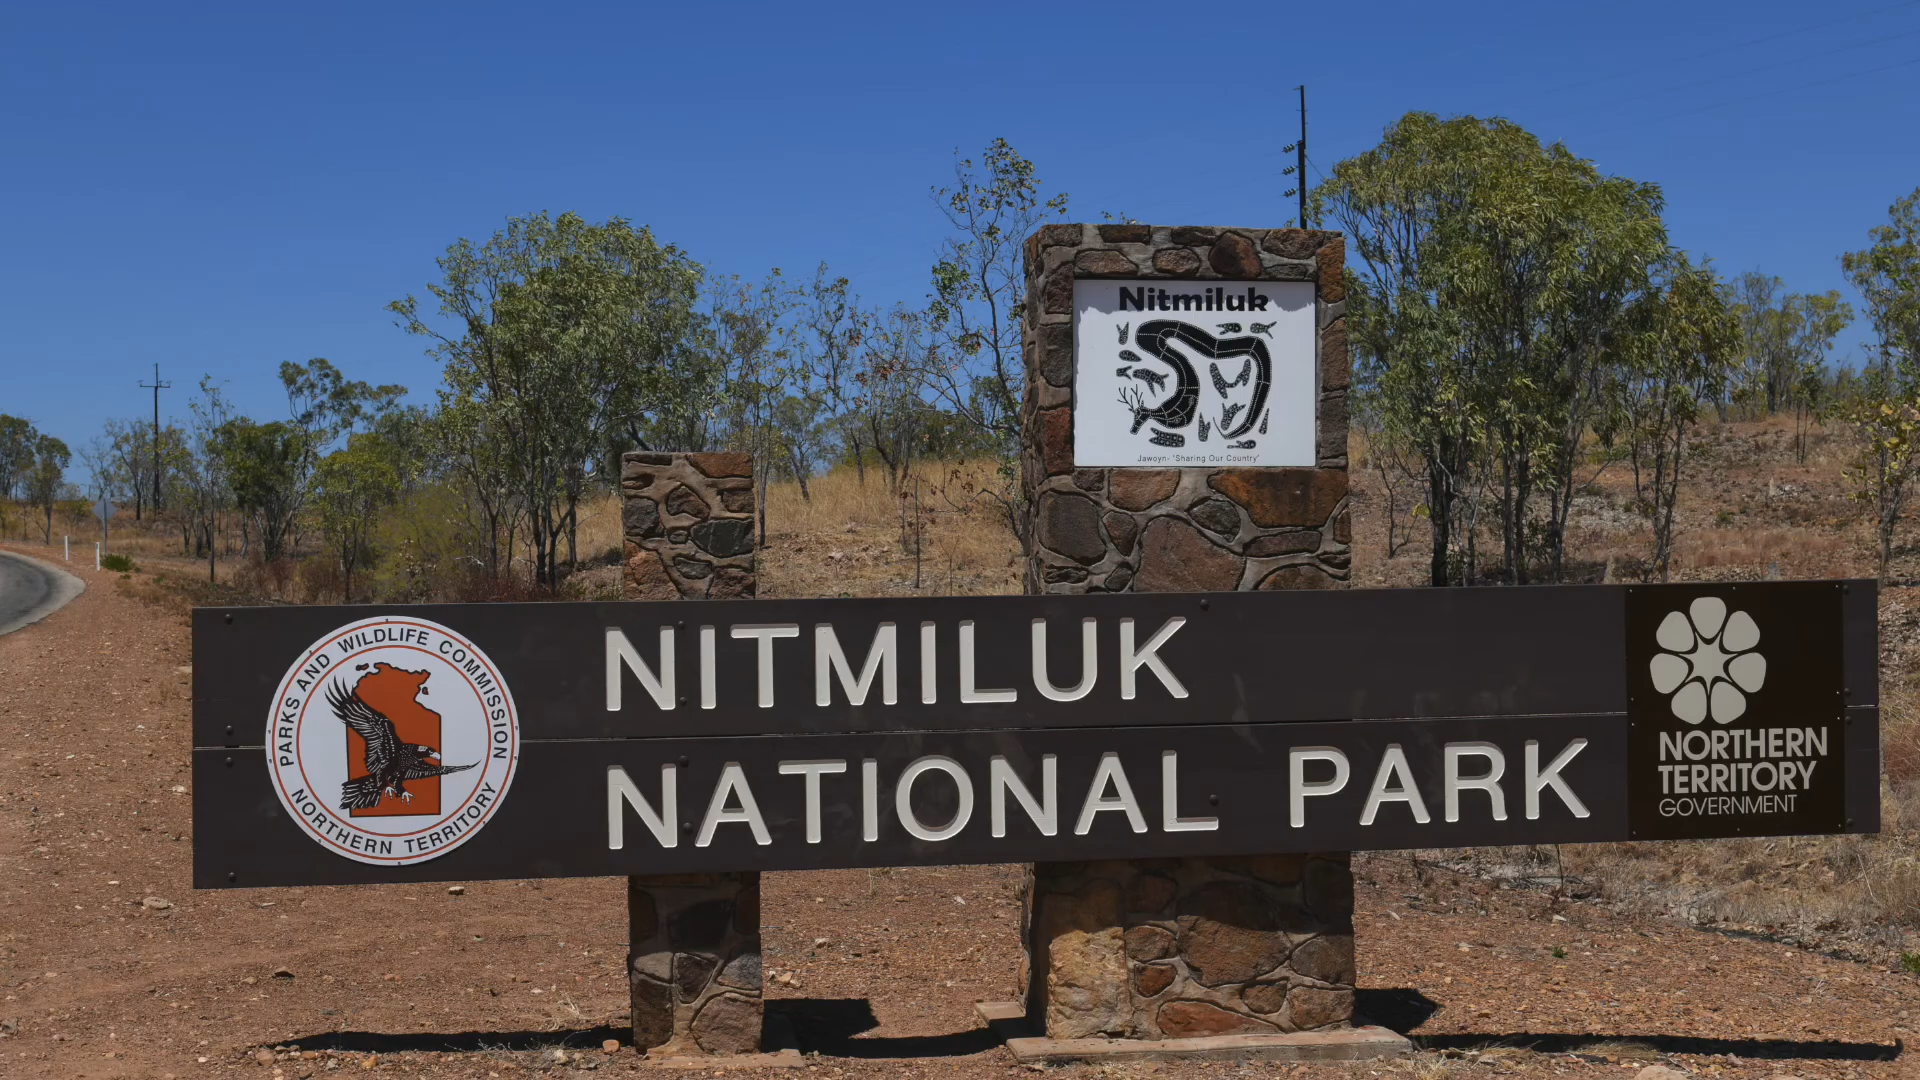 Nitmiluk
Jawoyn- "Sharing Our Country"
PARKS AND WILDLIFE COMMISSION
NORTHERN TERRITORY
NITMILUK
NATIONAL PARK
NORTHERN
TERRITORY
GOVERNMENT